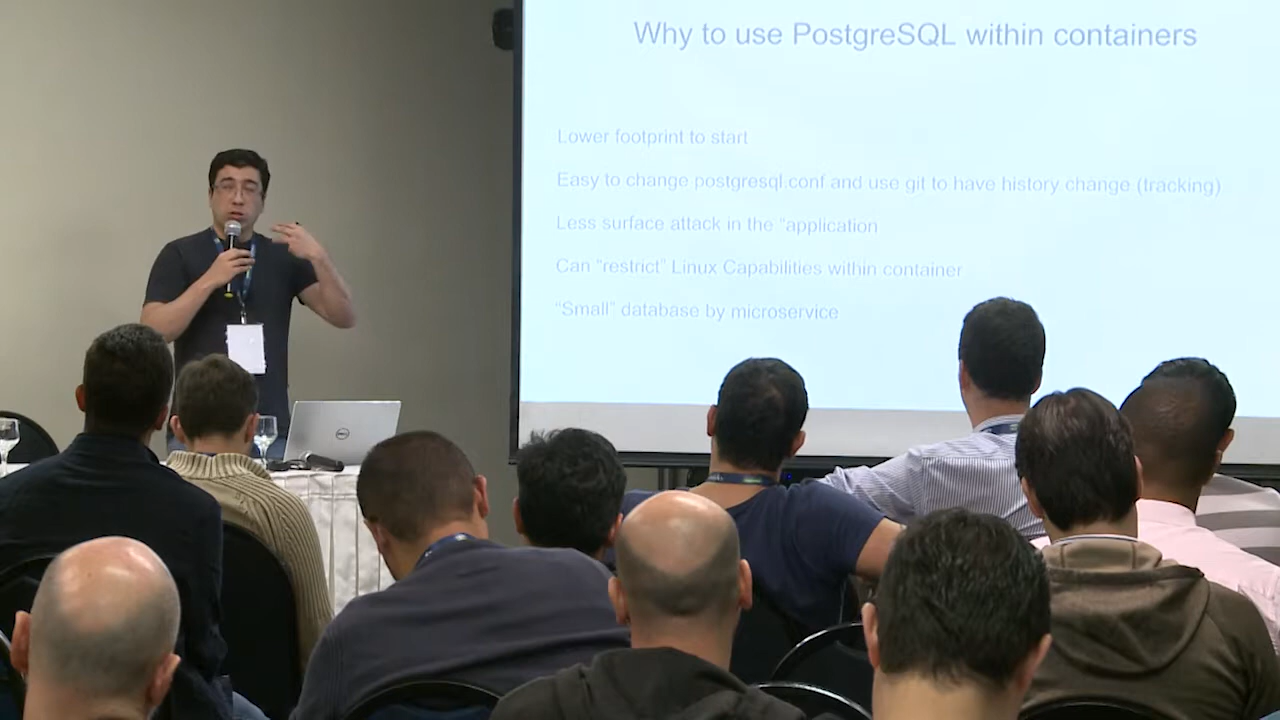 Why to use PostgreSQL within containers
Lower footprint to start
Easy to change postgresql.conf and use git to have history change (tracking)
Less surface attack in the "application
Can "restrict" Linux Capabilities within container
"Small" database by microservice
DELL